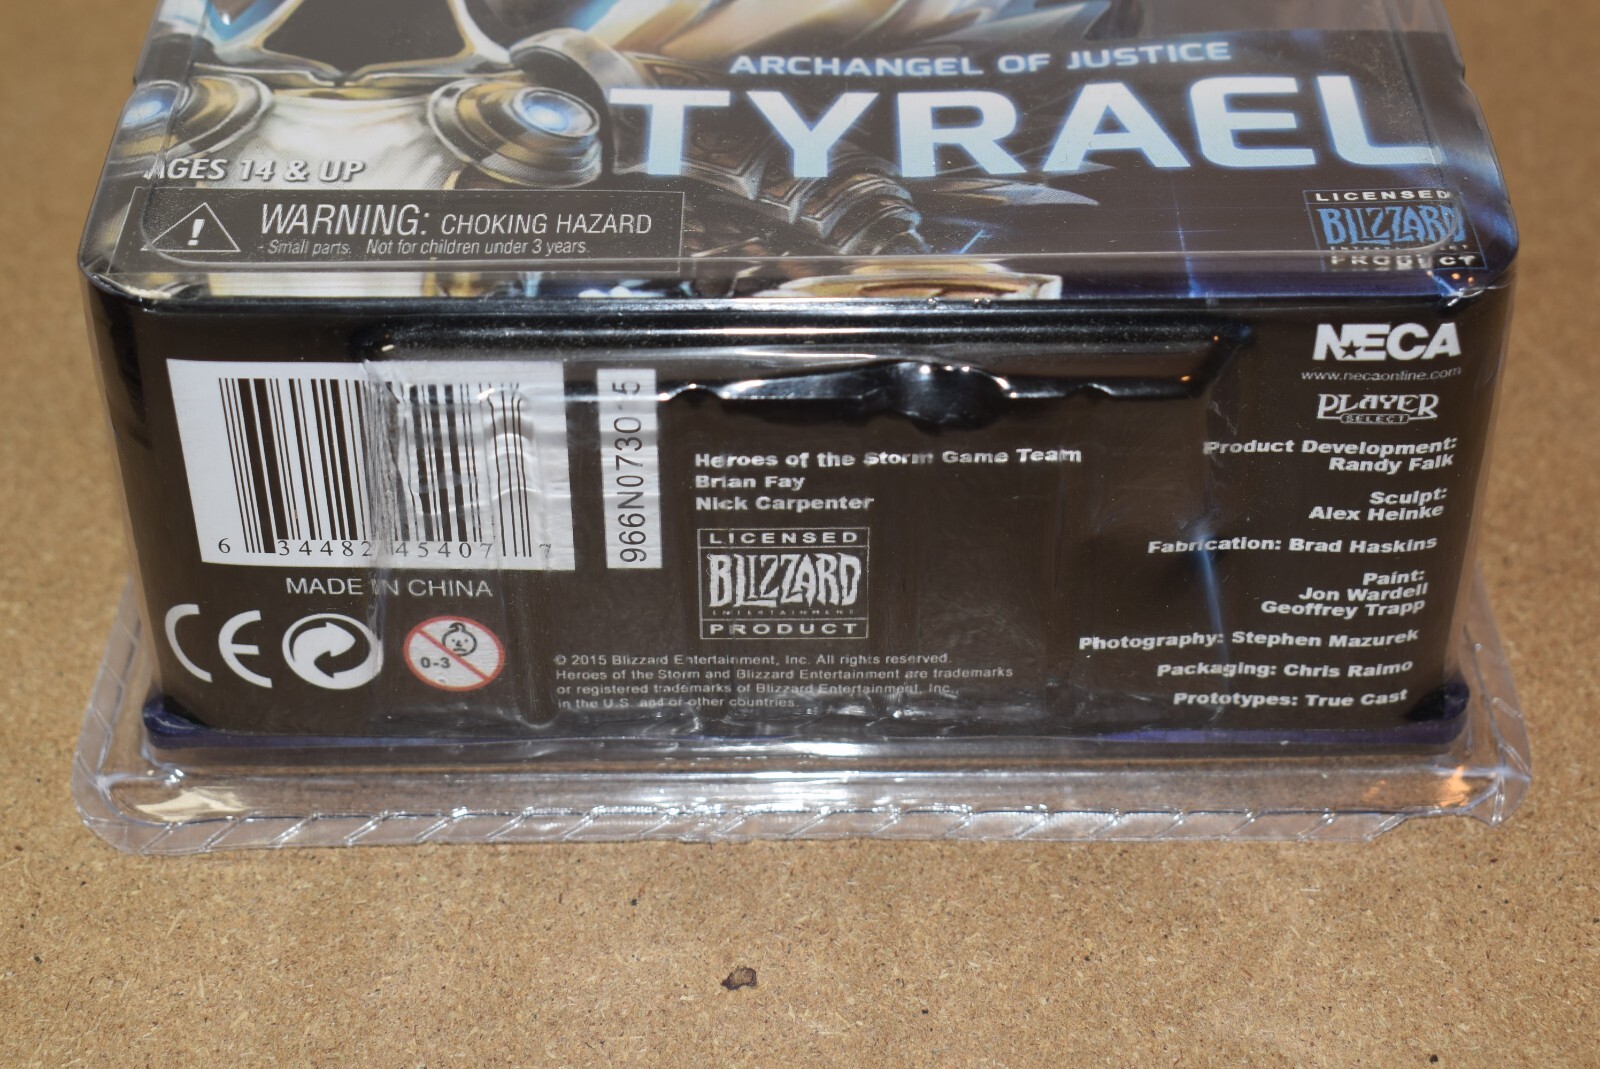 ARCHANGEL OF JUSTICE
TYRAEL
AGES 14 & UP
WARNING: CHOKING HAZARD
Small parts. Not for children under 3 years.
LICENSED
BLIZZARD
ENTERTAINMENT
PRODUCT
6 34482 45407 7
MADE IN CHINA
CE
0-3
Heroes of the Storm Game Team
Brian Fay
Nick Carpenter
LICENSED
BLIZZARD
ENTERTAINMENT
PRODUCT
© 2015 Blizzard Entertainment, Inc. All rights reserved.
Heroes of the Storm and Blizzard Entertainment are trademarks
or registered trademarks of Blizzard Entertainment, Inc.,
in the U.S. and/or other countries.
NECA
www.necaonline.com
PLAYER
SELECT
Product Development:
Randy Falk
Sculpt:
Alex Heinke
Fabrication: Brad Haskins
Paint:
Jon Wardell
Geoffrey Trapp
Photography: Stephen Mazurek
Packaging: Chris Raimo
Prototypes: True Cast